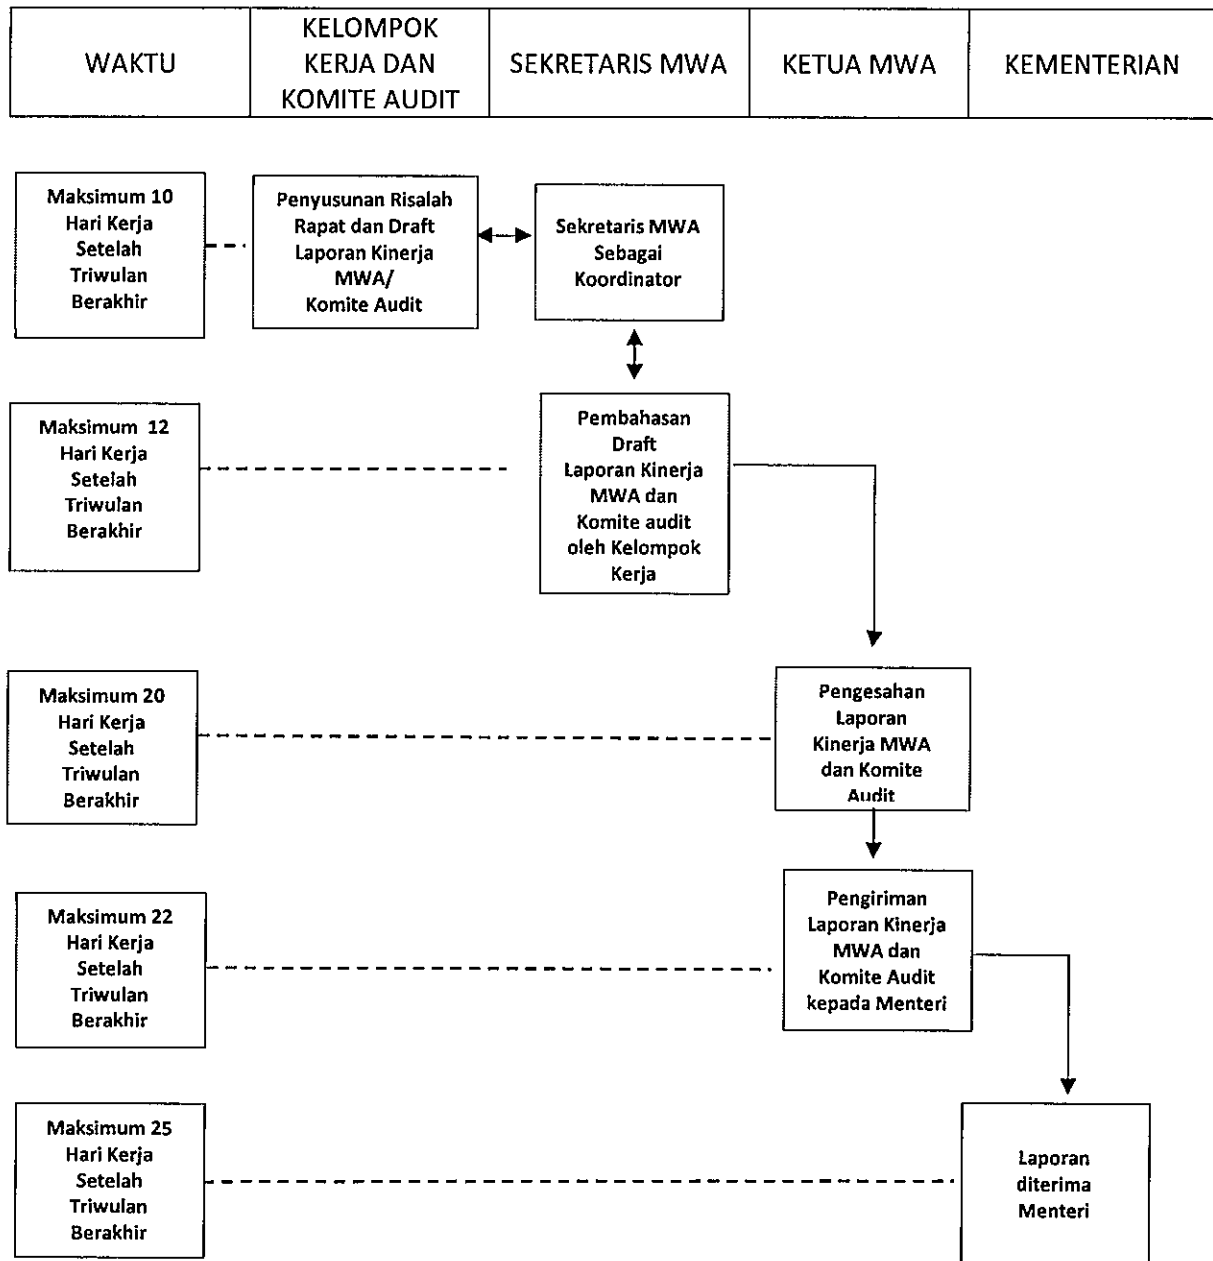 WAKTU
KELOMPOK
KERJA DAN
KOMITE AUDIT
SEKRETARIS MWA
KETUA MWA
KEMENTERIAN
Maksimum 10
Hari Kerja
Setelah
Triwulan
Berakhir
Penyusunan Risalah
Rapat dan Draft
Laporan Kinerja
MWA/
Komite Audit
Sekretaris MWA
Sebagai
Koordinator
Maksimum 12
Hari Kerja
Setelah
Triwulan
Berakhir
Pembahasan
Draft
Laporan Kinerja
MWA dan
Komite audit
oleh Kelompok
Kerja
Maksimum 20
Hari Kerja
Setelah
Triwulan
Berakhir
Pengesahan
Laporan
Kinerja MWA
dan Komite
Audit
Maksimum 22
Hari Kerja
Setelah
Triwulan
Berakhir
Pengiriman
Laporan Kinerja
MWA dan
Komite Audit
kepada Menteri
Maksimum 25
Hari Kerja
Setelah
Triwulan
Berakhir
Laporan
diterima
Menteri